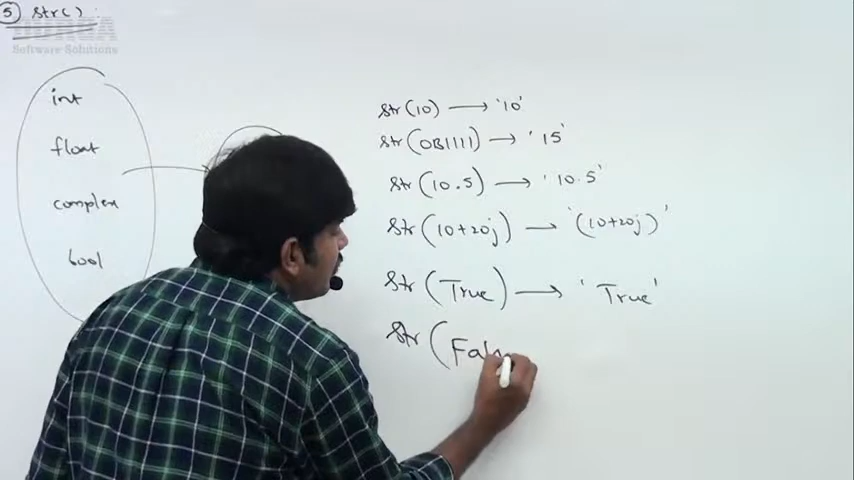 5 str() :
DURGA
Software Solutions
int
float
complex
bool
str(10) → '10'
str(0B1111) → '15'
str(10.5) → '10.5'
str(10+20j) → '(10+20j)'
str(True) → 'True'
str(Fals